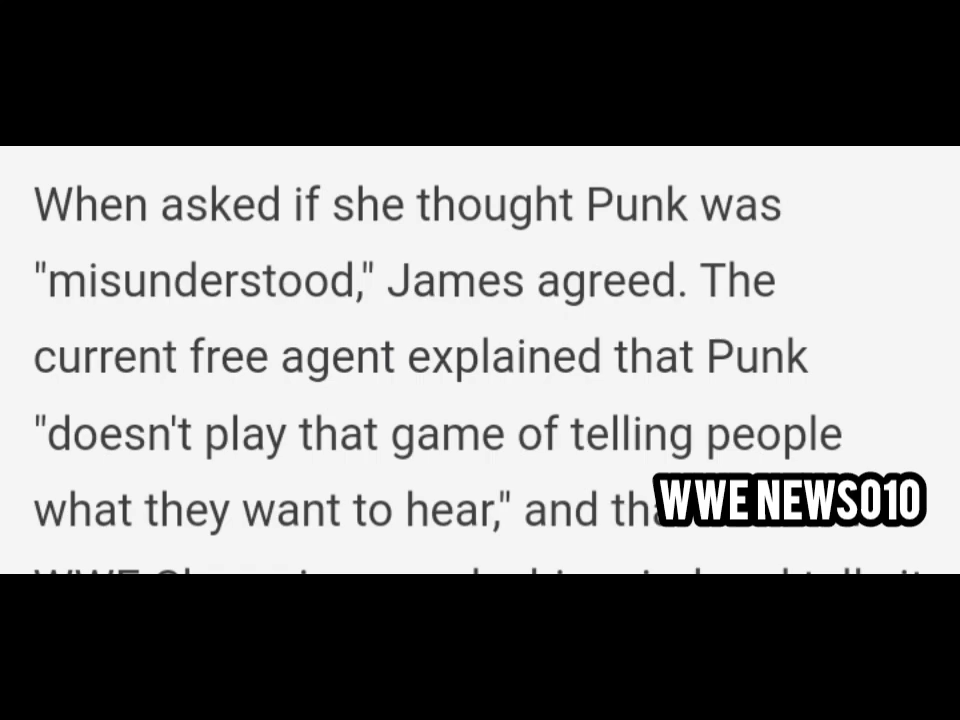 When asked if she thought Punk was
"misunderstood," James agreed. The
current free agent explained that Punk
"doesn't play that game of telling people
what they want to hear," and
WWE NEWS010